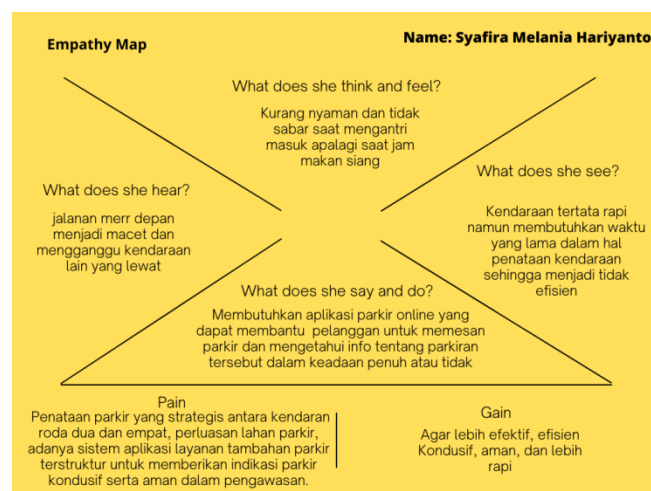 Empathy Map
Name: Syafira Melania Hariyanto
What does she think and feel?
Kurang nyaman dan tidak
sabar saat mengantri
masuk apalagi saat jam
makan siang
What does she hear?
jalanan merr depan
menjadi macet dan
mengganggu kendaraan
lain yang lewat
What does she see?
Kendaraan tertata rapi
namun membutuhkan waktu
yang lama dalam hal
penataan kendaraan
sehingga menjadi tidak
efisien
What does she say and do?
Membutuhkan aplikasi parkir online yang
dapat membantu pelanggan untuk memesan
parkir dan mengetahui info tentang parkiran
tersebut dalam keadaan penuh atau tidak
Pain
Penataan parkir yang strategis antara kendaran
roda dua dan empat, perluasan lahan parkir,
adanya sistem aplikasi layanan tambahan parkir
terstruktur untuk memberikan indikasi parkir
kondusif serta aman dalam pengawasan.
Gain
Agar lebih efektif, efisien
Kondusif, aman, dan lebih
rapi